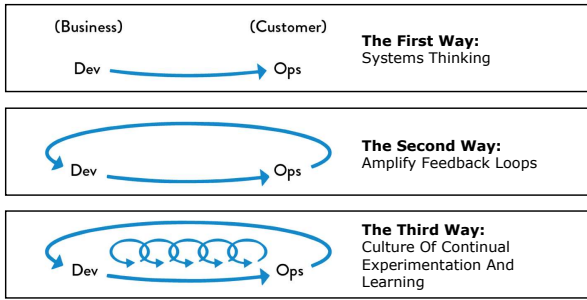 (Business) (Customer)
Dev Ops
The First Way:
Systems Thinking
Dev Ops
The Second Way:
Amplify Feedback Loops
Dev Ops
The Third Way:
Culture Of Continual
Experimentation And
Learning